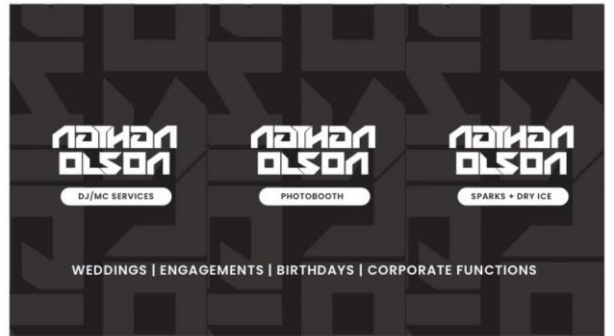 NATHAN
OLSON
DJ/MC SERVICES
NATHAN
OLSON
PHOTOBOOTH
NATHAN
OLSON
SPARKS + DRY ICE
WEDDINGS | ENGAGEMENTS | BIRTHDAYS | CORPORATE FUNCTIONS